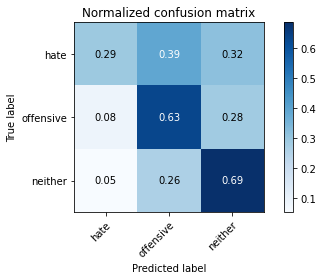 Normalized confusion matrix
True label
hate 0.29 0.39 0.32
offensive 0.08 0.63 0.28
neither 0.05 0.26 0.69
hate offensive neither
Predicted label
0.6
0.5
0.4
0.3
0.2
0.1